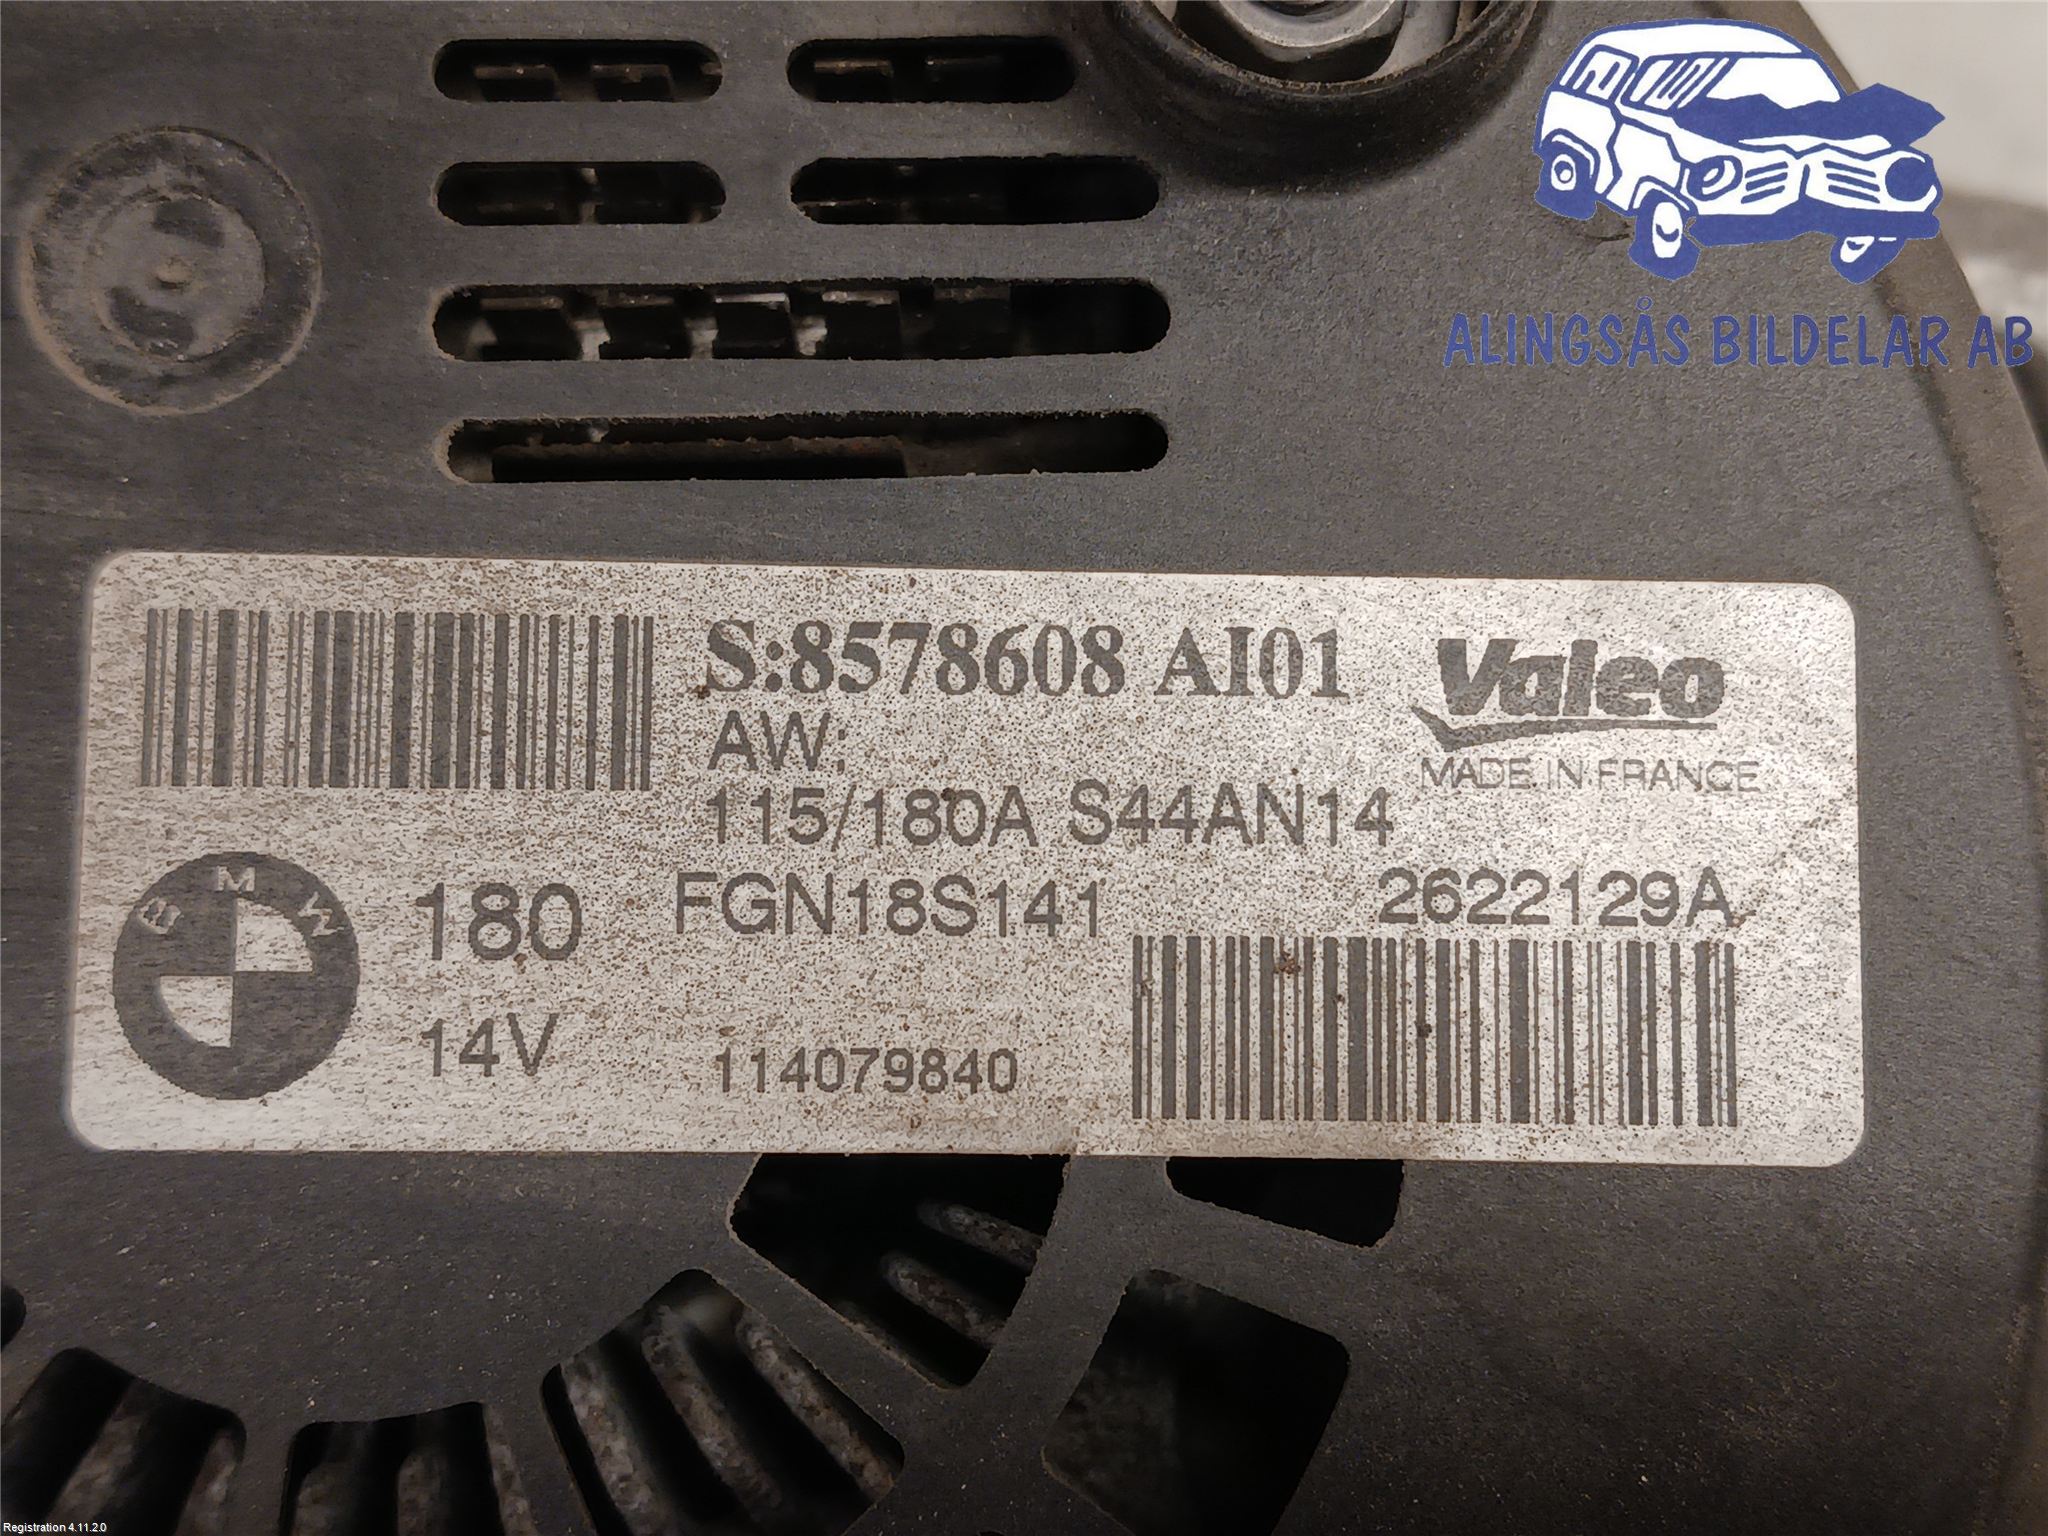 ALINGSÅS BILDELAR AB
S:8578608 AI01
Valeo
AW:
MADE IN FRANCE
115/180A S44AN14
BMW
180
FGN18S141
2622129A
14V
114079840
Registration 4.11.2.0